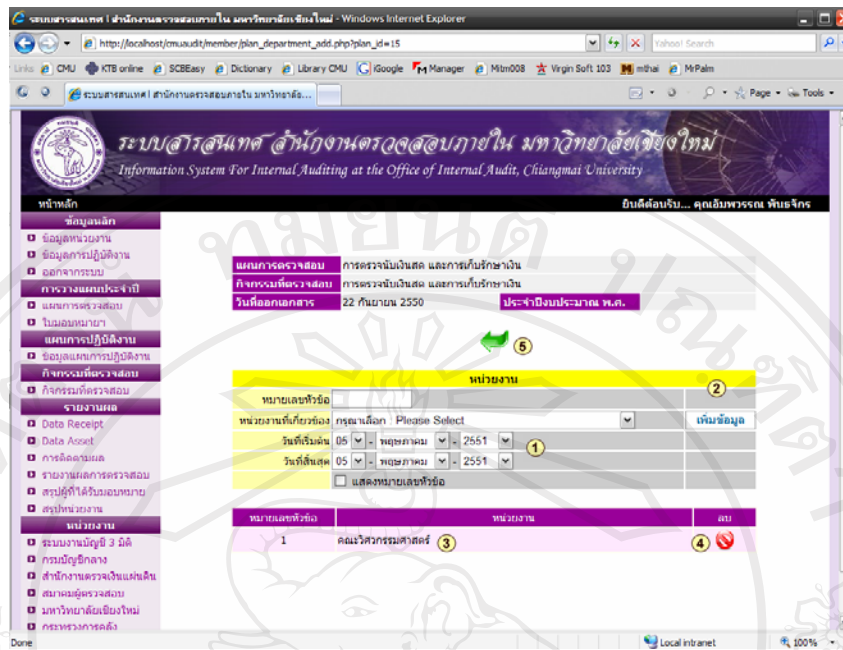 ระบบสารสนเทศ | สำนักงานตรวจสอบภายใน มหาวิทยาลัยเชียงใหม่ - Windows Internet Explorer
http://localhost/cmuaudit/member/plan_department_add.php?plan_id=15
Yahoo! Search
Links CMU KTB online SCBEasy Dictionary Library CMU iGoogle Manager Mitm008 Virgin Soft 103 mthai MrPalm
ระบบสารสนเทศ | สำนักงานตรวจสอบภายใน มหาวิทยาลัย...
Page Tools
ระบบสารสนเทศ สำนักงานตรวจสอบภายใน มหาวิทยาลัยเชียงใหม่
Information System For Internal Auditing at the Office of Internal Audit, Chiangmai University
หน้าหลัก
ยินดีต้อนรับ... คุณอัมพวรรณ พันธจักร
ข้อมูลหลัก
ข้อมูลหน่วยงาน
ข้อมูลการปฏิบัติงาน
ออกจากระบบ
การวางแผนประจำปี
แผนการตรวจสอบ
ใบมอบหมายฯ
แผนการปฏิบัติงาน
ข้อมูลแผนการปฏิบัติงาน
กิจกรรมที่ตรวจสอบ
กิจกรรมที่ตรวจสอบ
รายงานผล
Data Receipt
Data Asset
การติดตามผล
รายงานผลการตรวจสอบ
สรุปผู้ที่ได้รับมอบหมาย
สรุปหน่วยงาน
หน่วยงาน
ระบบงานบัญชี 3 มิติ
กรมบัญชีกลาง
สำนักงานตรวจเงินแผ่นดิน
สมาคมผู้ตรวจสอบ
มหาวิทยาลัยเชียงใหม่
กระทรวงการคลัง
แผนการตรวจสอบ การตรวจนับเงินสด และการเก็บรักษาเงิน
กิจกรรมที่ตรวจสอบ การตรวจนับเงินสด และการเก็บรักษาเงิน
วันที่ออกเอกสาร 22 กันยายน 2550 ประจำปีงบประมาณ พ.ศ.
5
หน่วยงาน
2
หมายเลขหัวข้อ
หน่วยงานที่เกี่ยวข้อง กรุณาเลือก : Please Select เพิ่มข้อมูล
วันที่เริ่มต้น 05 - พฤษภาคม - 2551
1
วันที่สิ้นสุด 05 - พฤษภาคม - 2551
แสดงหมายเลขหัวข้อ
หมายเลขหัวข้อ หน่วยงาน ลบ
1 คณะวิศวกรรมศาสตร์ 3 4
Done Local intranet 100%